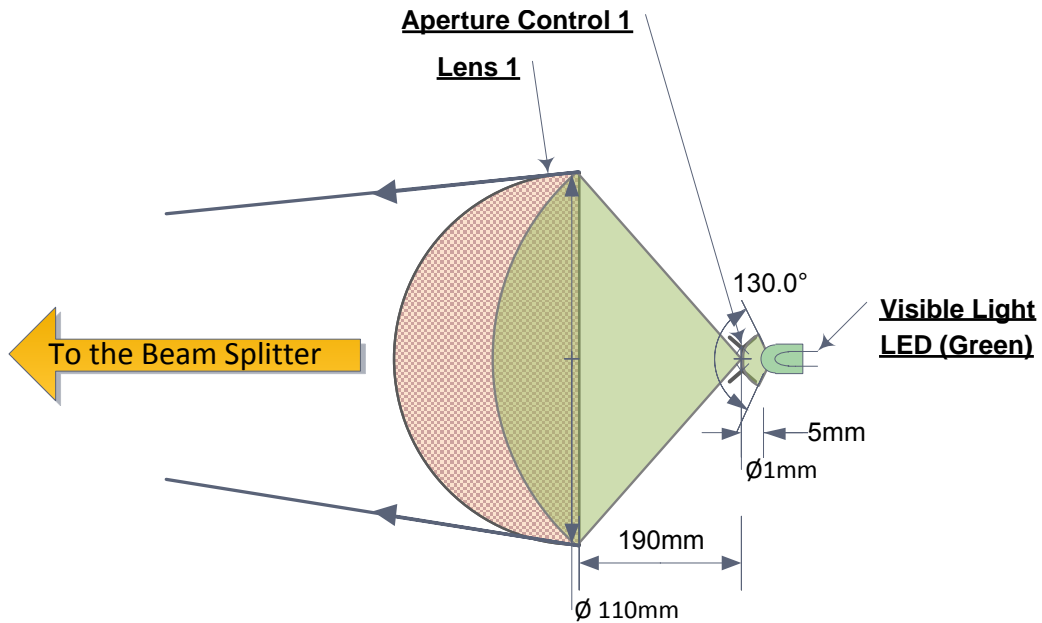 Aperture Control 1
Lens 1
130.0°
Visible Light
LED (Green)
To the Beam Splitter
5mm
Ø1mm
190mm
Ø 110mm